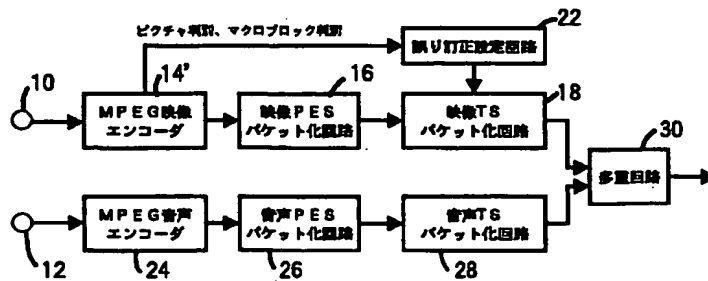 ピクチャ判別、マクロブロック判別
22
誤り訂正設定回路
10
14'
16
18
MPEG映像
エンコーダ
映像PES
パケット化回路
映像TS
パケット化回路
30
多重回路
MPEG音声
エンコーダ
音声PES
パケット化回路
音声TS
パケット化回路
12
24
26
28